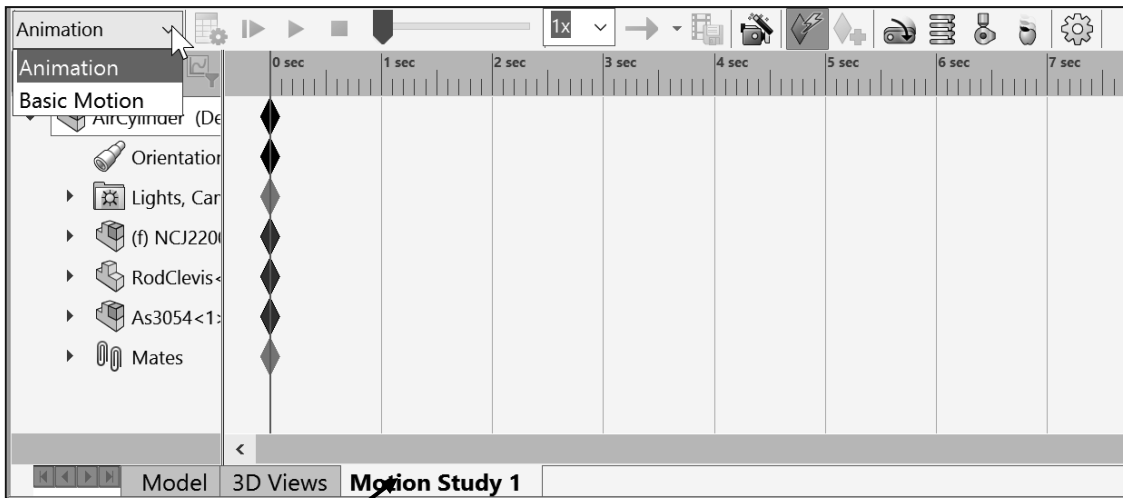 Animation
1x
Animation
Basic Motion
0 sec 1 sec 2 sec 3 sec 4 sec 5 sec 6 sec 7 sec
AirCylinder (De
Orientation
Lights, Car
(f) NCJ2200
RodClevis<
As3054<1>
Mates
Model 3D Views Motion Study 1